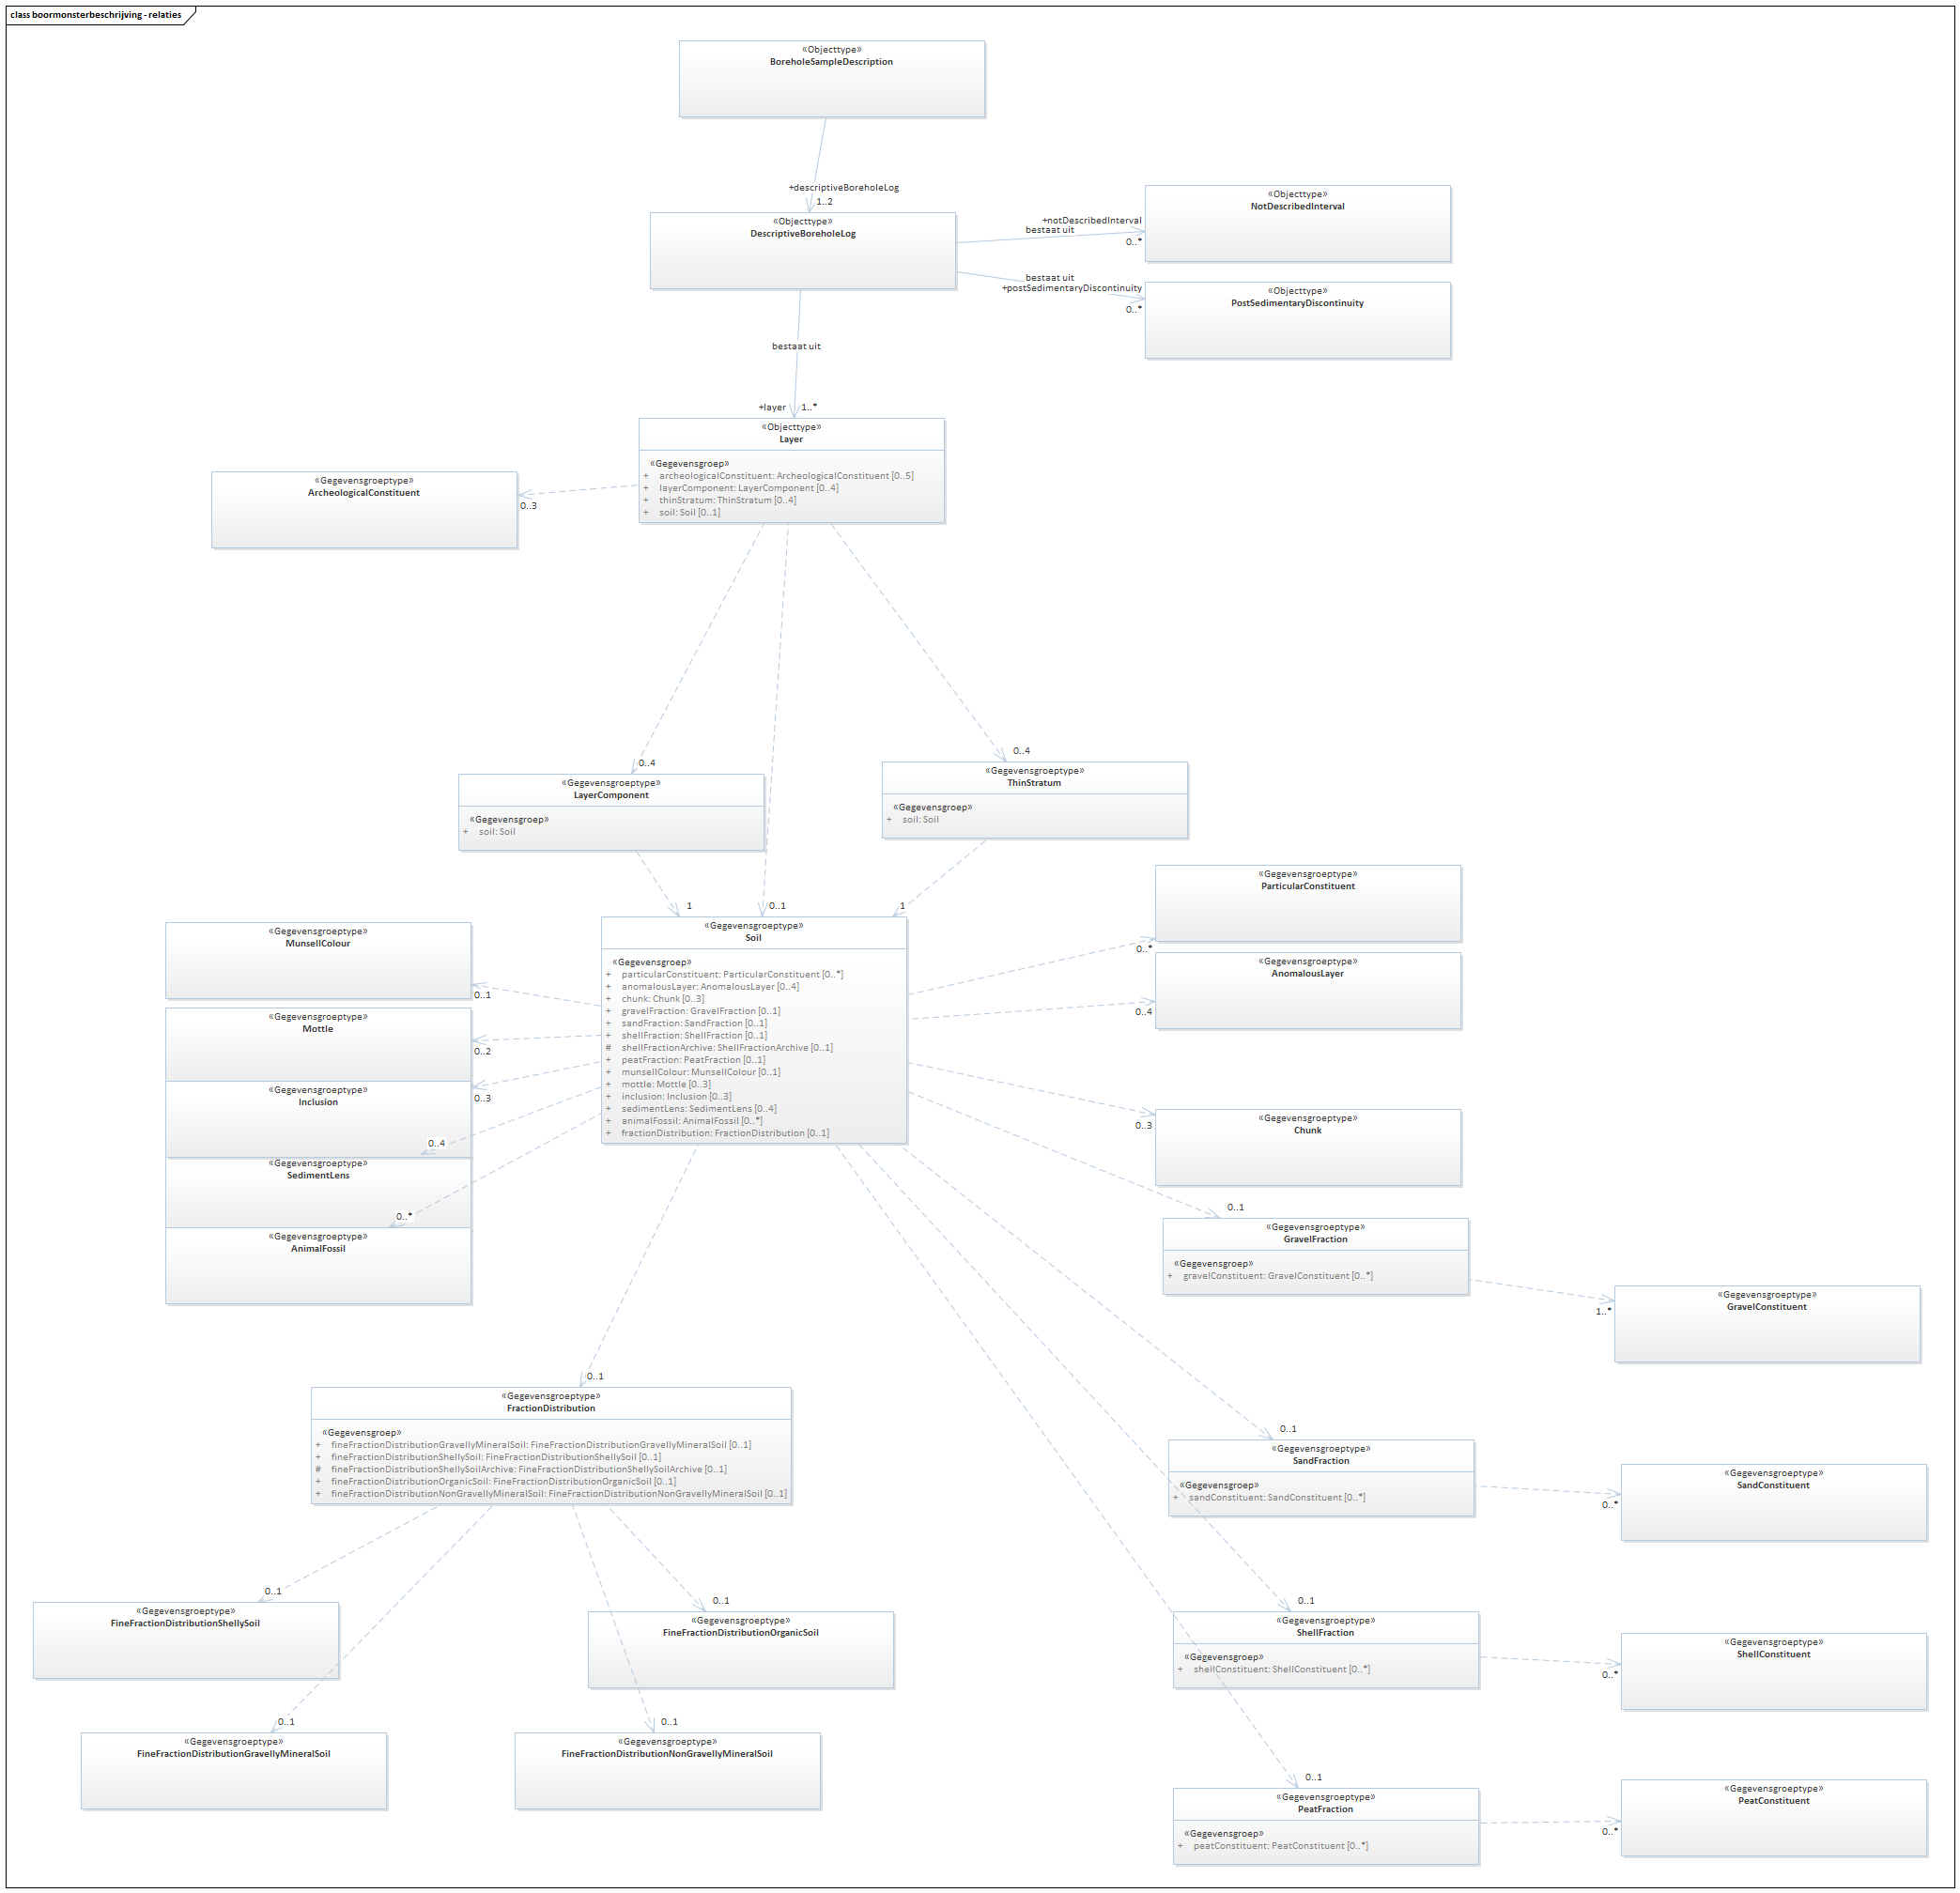 class boormonsterbeschrijving - relaties
«Objecttype»
BoreholeSampleDescription
+descriptiveBoreholeLog
1..2
«Objecttype»
DescriptiveBoreholeLog
+notDescribedInterval
bestaat uit
0..*
«Objecttype»
NotDescribedInterval
bestaat uit
+postSedimentaryDiscontinuity
0..*
«Objecttype»
PostSedimentaryDiscontinuity
bestaat uit
+layer
1..*
«Objecttype»
Layer
«Gegevensgroep»
+ archeologicalConstituent: ArcheologicalConstituent [0..5]
+ layerComponent: LayerComponent [0..4]
+ thinStratum: ThinStratum [0..4]
+ soil: Soil [0..1]
«Gegevensgroeptype»
ArcheologicalConstituent
0..3
0..4
«Gegevensgroeptype»
LayerComponent
«Gegevensgroep»
+ soil: Soil
0..4
«Gegevensgroeptype»
ThinStratum
«Gegevensgroep»
+ soil: Soil
1
0..1
1
«Gegevensgroeptype»
Soil
«Gegevensgroep»
+ particularConstituent: ParticularConstituent [0..*]
+ anomalousLayer: AnomalousLayer [0..4]
+ chunk: Chunk [0..3]
+ gravelFraction: GravelFraction [0..1]
+ sandFraction: SandFraction [0..1]
+ shellFraction: ShellFraction [0..1]
# shellFractionArchive: ShellFractionArchive [0..1]
+ peatFraction: PeatFraction [0..1]
+ munsellColour: MunsellColour [0..1]
+ mottle: Mottle [0..3]
+ inclusion: Inclusion [0..3]
+ sedimentLens: SedimentLens [0..4]
+ animalFossil: AnimalFossil [0..*]
+ fractionDistribution: FractionDistribution [0..1]
«Gegevensgroeptype»
MunsellColour
0..1
«Gegevensgroeptype»
Mottle
0..2
«Gegevensgroeptype»
Inclusion
0..3
0..4
«Gegevensgroeptype»
SedimentLens
0..*
«Gegevensgroeptype»
AnimalFossil
«Gegevensgroeptype»
ParticularConstituent
0..*
«Gegevensgroeptype»
AnomalousLayer
0..4
«Gegevensgroeptype»
Chunk
0..3
0..1
«Gegevensgroeptype»
GravelFraction
«Gegevensgroep»
+ gravelConstituent: GravelConstituent [0..*]
1..*
«Gegevensgroeptype»
GravelConstituent
0..1
«Gegevensgroeptype»
FractionDistribution
«Gegevensgroep»
+ fineFractionDistributionGravellyMineralSoil: FineFractionDistributionGravellyMineralSoil [0..1]
+ fineFractionDistributionShellySoil: FineFractionDistributionShellySoil [0..1]
# fineFractionDistributionShellySoilArchive: FineFractionDistributionShellySoilArchive [0..1]
+ fineFractionDistributionOrganicSoil: FineFractionDistributionOrganicSoil [0..1]
+ fineFractionDistributionNonGravellyMineralSoil: FineFractionDistributionNonGravellyMineralSoil [0..1]
0..1
«Gegevensgroeptype»
SandFraction
«Gegevensgroep»
+ sandConstituent: SandConstituent [0..*]
0..*
«Gegevensgroeptype»
SandConstituent
0..1
«Gegevensgroeptype»
FineFractionDistributionShellySoil
0..1
«Gegevensgroeptype»
FineFractionDistributionOrganicSoil
0..1
«Gegevensgroeptype»
ShellFraction
«Gegevensgroep»
+ shellConstituent: ShellConstituent [0..*]
0..*
«Gegevensgroeptype»
ShellConstituent
0..1
«Gegevensgroeptype»
FineFractionDistributionGravellyMineralSoil
0..1
«Gegevensgroeptype»
FineFractionDistributionNonGravellyMineralSoil
0..1
«Gegevensgroeptype»
PeatFraction
«Gegevensgroep»
+ peatConstituent: PeatConstituent [0..*]
0..*
«Gegevensgroeptype»
PeatConstituent